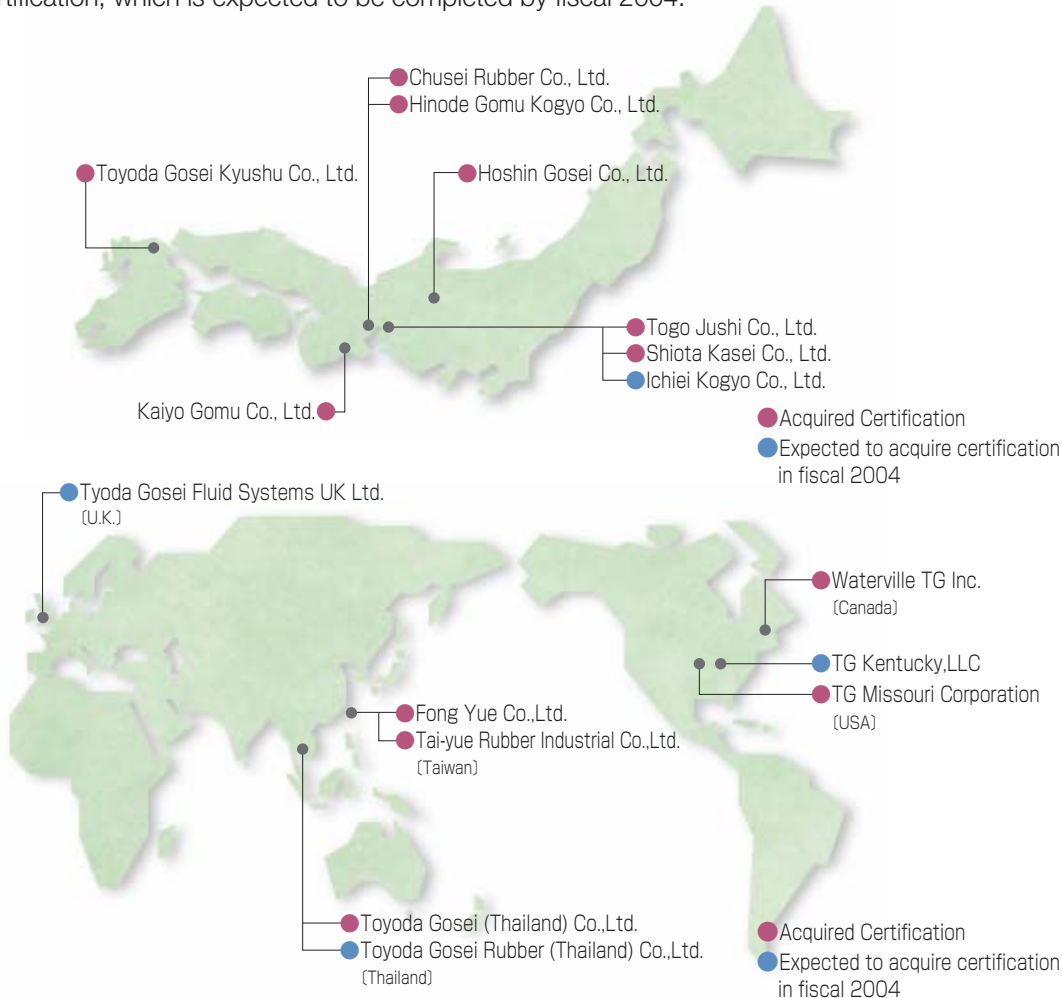 rtification, which is expected to be completed by fiscal 2004.
Chusei Rubber Co., Ltd.
Hinode Gomu Kogyo Co., Ltd.
Toyoda Gosei Kyushu Co., Ltd.
Hoshin Gosei Co., Ltd.
Togo Jushi Co., Ltd.
Shiota Kasei Co., Ltd.
Ichiei Kogyo Co., Ltd.
Kaiyo Gomu Co., Ltd.
Acquired Certification
Expected to acquire certification
in fiscal 2004
Tyoda Gosei Fluid Systems UK Ltd.
(U.K.)
Waterville TG Inc.
(Canada)
TG Kentucky,LLC
TG Missouri Corporation
(USA)
Fong Yue Co.,Ltd.
Tai-yue Rubber Industrial Co.,Ltd.
(Taiwan)
Toyoda Gosei (Thailand) Co.,Ltd.
Toyoda Gosei Rubber (Thailand) Co.,Ltd.
(Thailand)
Acquired Certification
Expected to acquire certification
in fiscal 2004